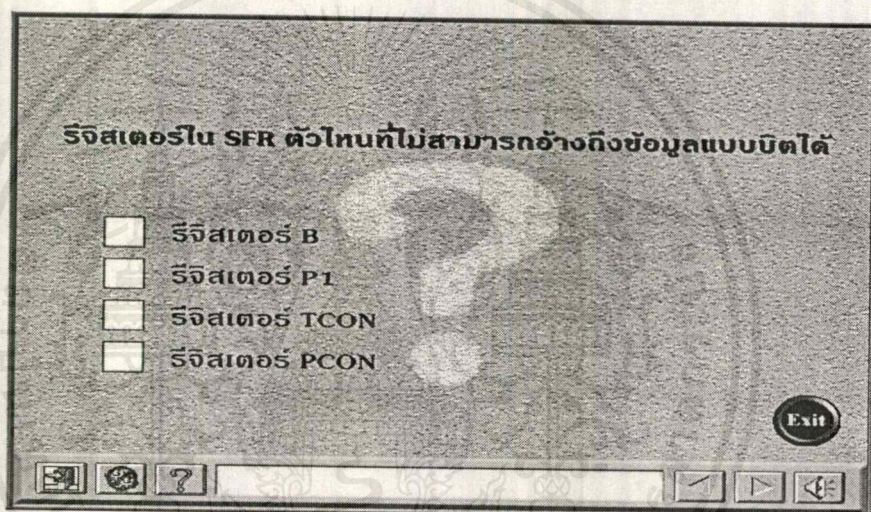 รีจิสเตอร์ใน SFR ตัวไหนที่ไม่สามารถอ้างถึงข้อมูลแบบบิตได้
รีจิสเตอร์ B
รีจิสเตอร์ P1
รีจิสเตอร์ TCON
รีจิสเตอร์ PCON
Exit
?